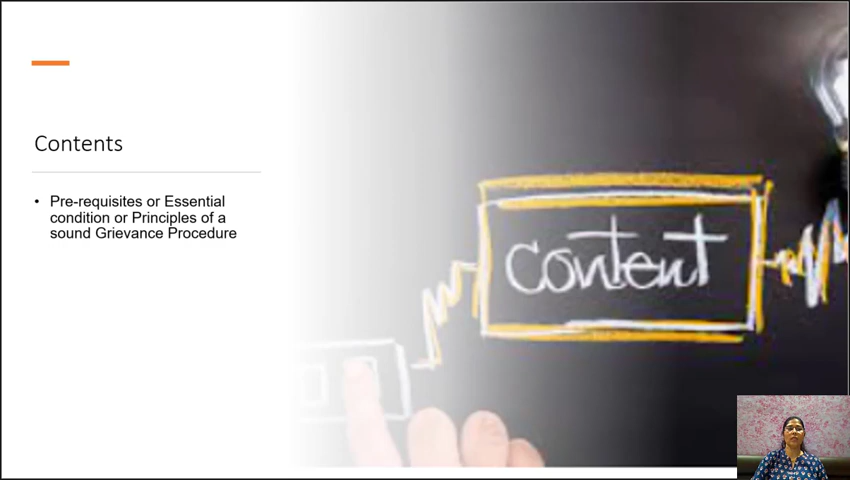 Contents
• Pre-requisites or Essential
condition or Principles of a
sound Grievance Procedure
content